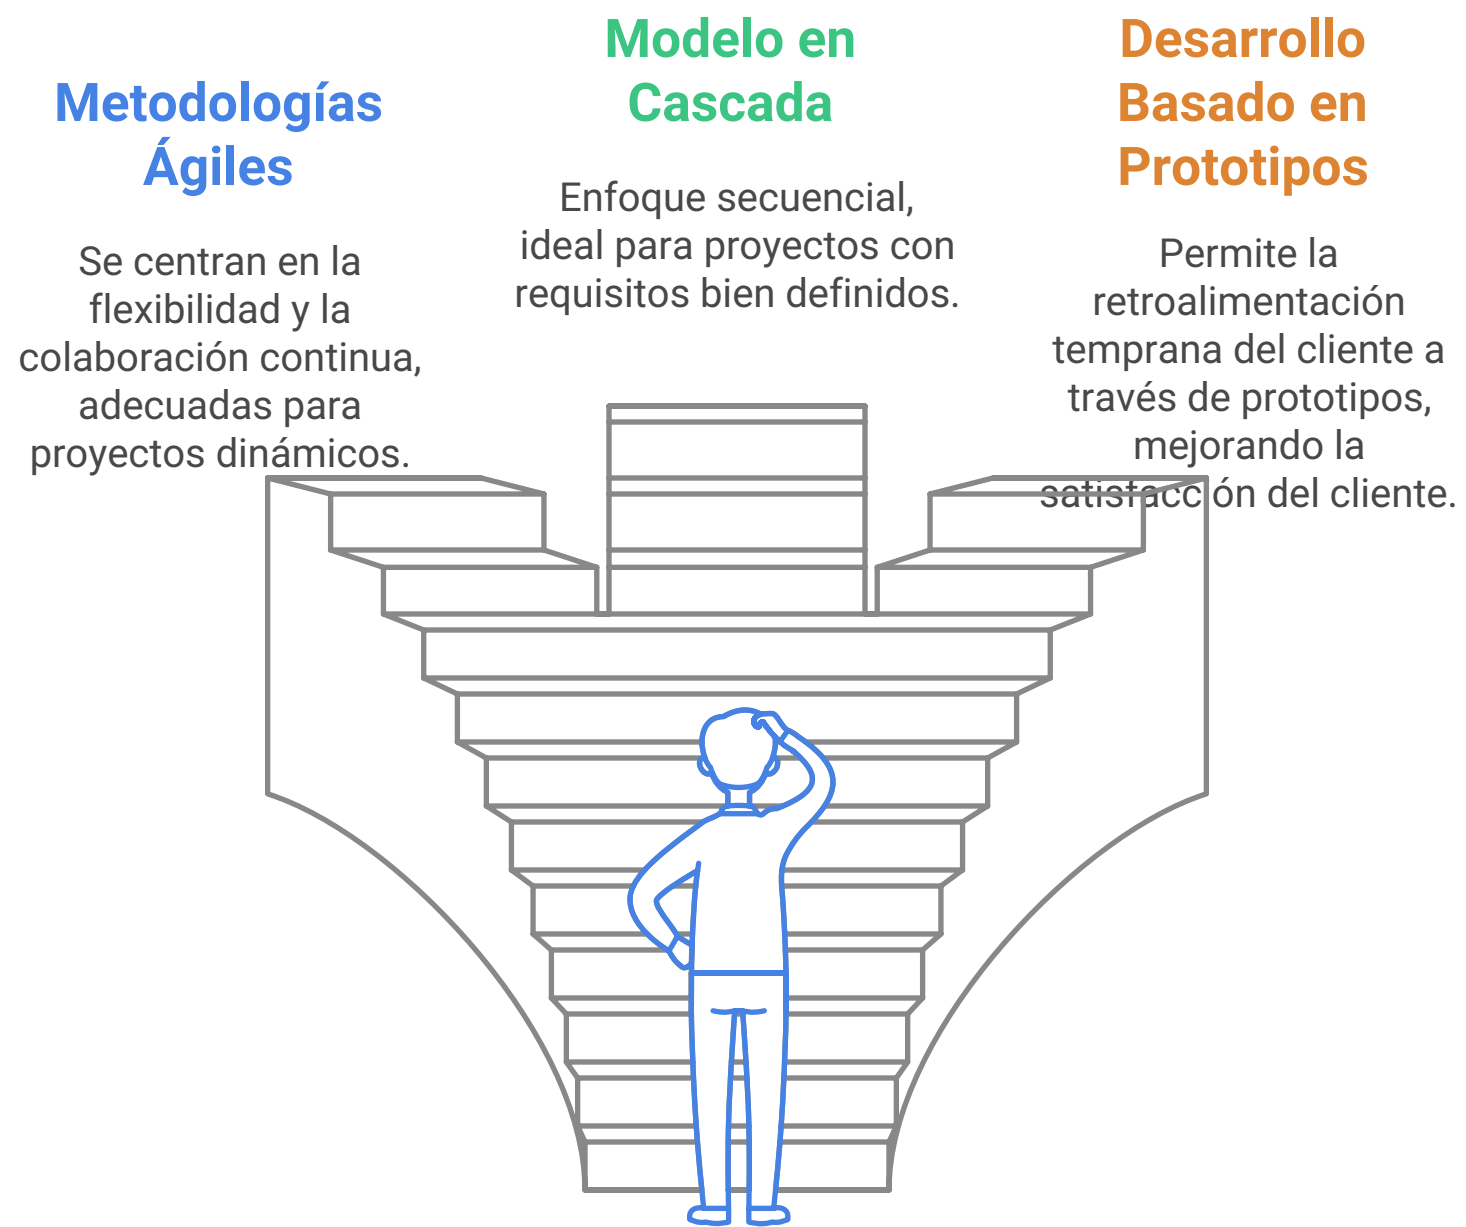 Metodologías
Ágiles
Se centran en la
flexibilidad y la
colaboración continua,
adecuadas para
proyectos dinámicos.
Modelo en
Cascada
Enfoque secuencial,
ideal para proyectos con
requisitos bien definidos.
Desarrollo
Basado en
Prototipos
Permite la
retroalimentación
temprana del cliente a
través de prototipos,
mejorando la
satisfacción del cliente.